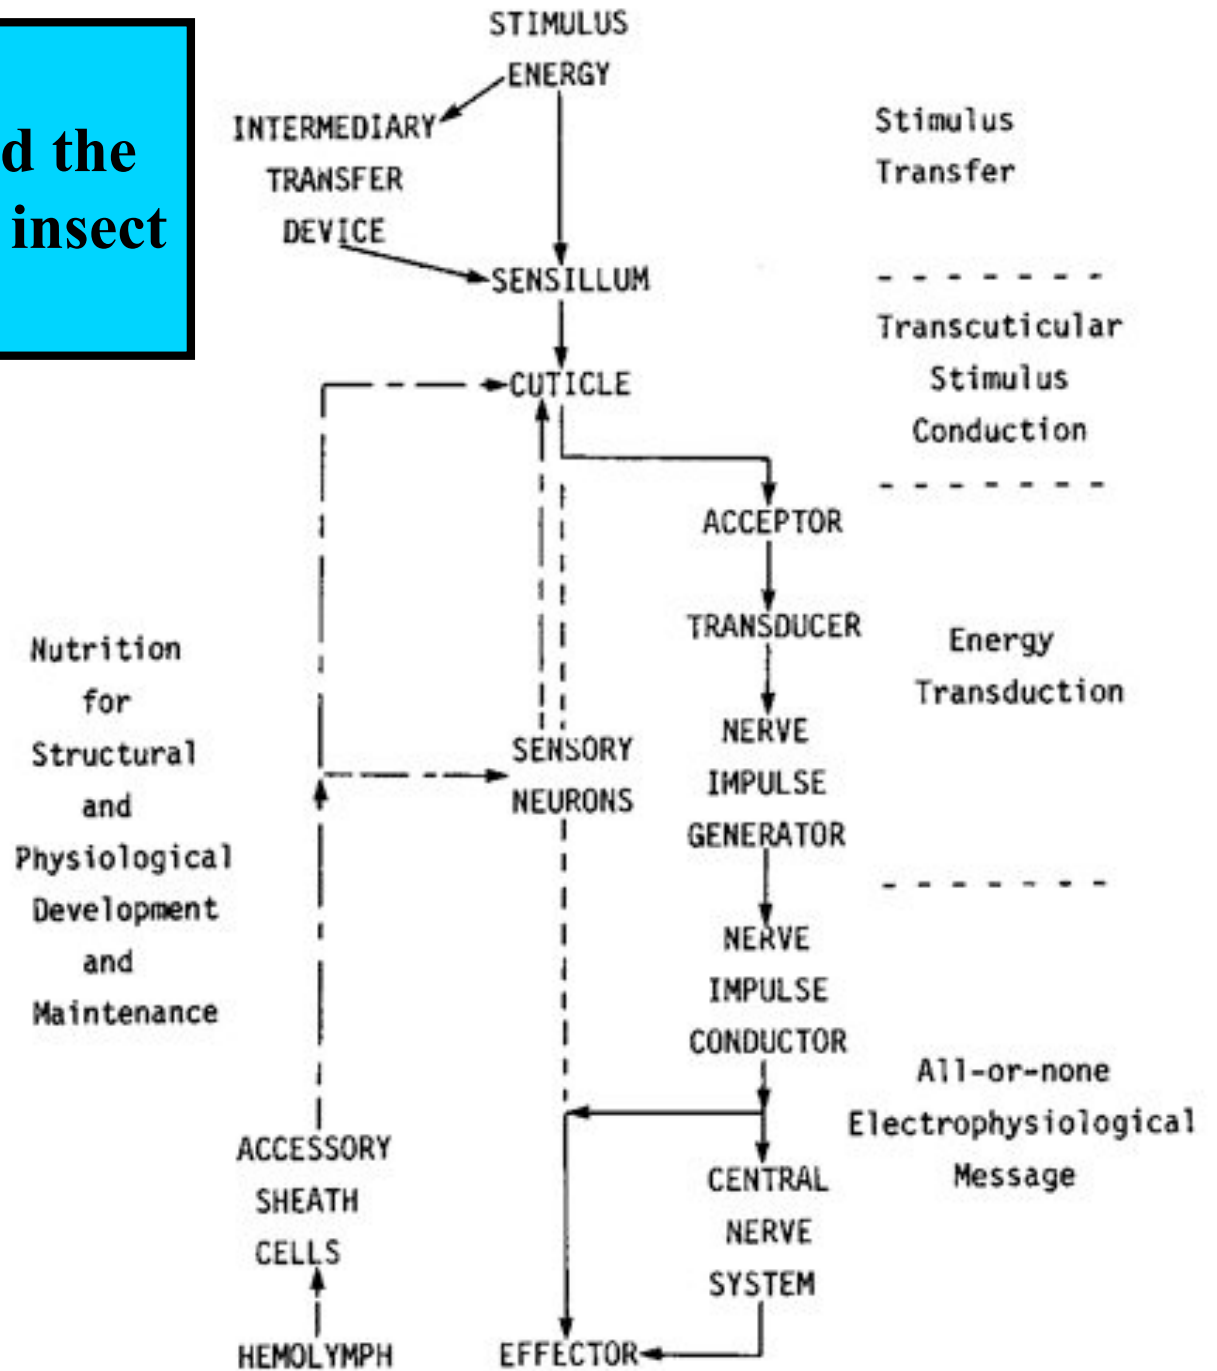 d the
insect
STIMULUS
ENERGY
INTERMEDIARY
TRANSFER
DEVICE
SENSILLUM
CUTICLE
ACCEPTOR
TRANSDUCER
NERVE
IMPULSE
GENERATOR
SENSORY
NEURONS
NERVE
IMPULSE
CONDUCTOR
CENTRAL
NERVE
SYSTEM
EFFECTOR
ACCESSORY
SHEATH
CELLS
HEMOLYMPH
Nutrition
for
Structural
and
Physiological
Development
and
Maintenance
Stimulus
Transfer
Transcuticular
Stimulus
Conduction
Energy
Transduction
All-or-none
Electrophysiological
Message